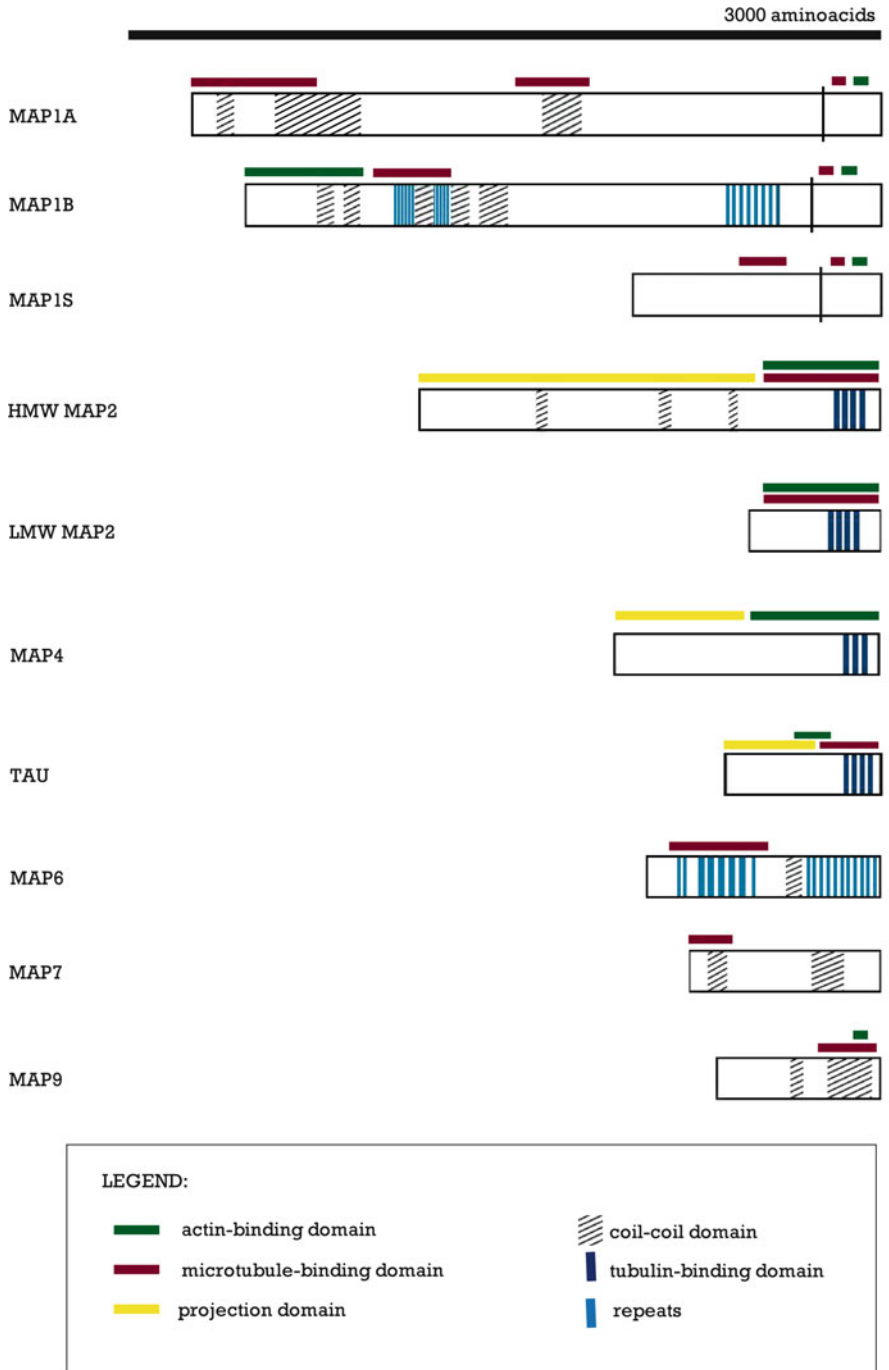 3000 aminoacids
MAP1A
MAP1B
MAP1S
HMW MAP2
LMW MAP2
MAP4
TAU
MAP6
MAP7
MAP9
LEGEND:
actin-binding domain
microtubule-binding domain
projection domain
coil-coil domain
tubulin-binding domain
repeats